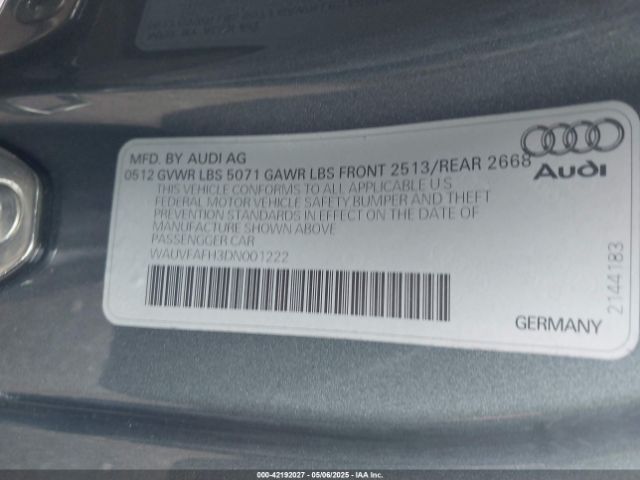 MFD. BY AUDI AG
0512 GVWR LBS 5071 GAWR LBS FRONT 2513/REAR 2668
THIS VEHICLE CONFORMS TO ALL APPLICABLE U S
FEDERAL MOTOR VEHICLE SAFETY BUMPER AND THEFT
PREVENTION STANDARDS IN EFFECT ON THE DATE OF
MANUFACTURE SHOWN ABOVE
PASSENGGER CAR
WAUVFAFH3DN001222
Audi
2144183
GERMANY
000-42192027 - 05/06/2025 - IAAI.com